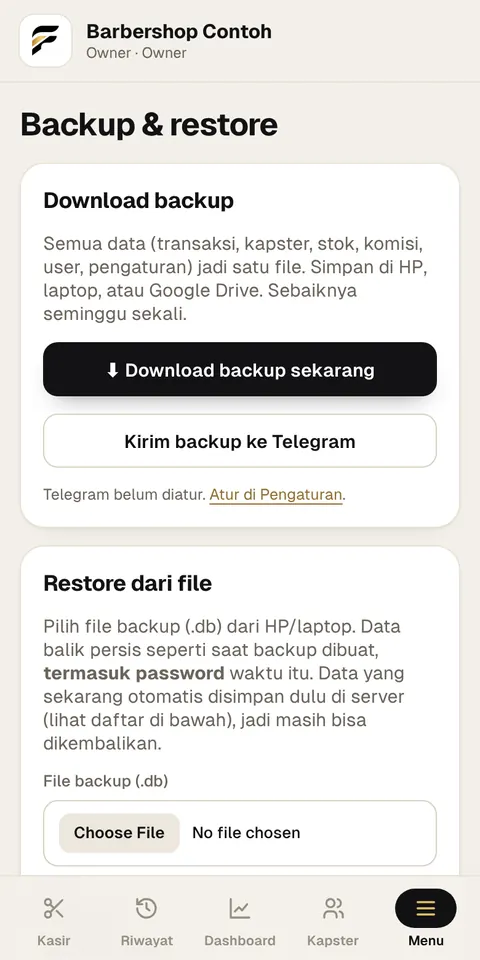 Barbershop Contoh
Owner · Owner
Backup & restore
Download backup
Semua data (transaksi, kapster, stok, komisi,
user, pengaturan) jadi satu file. Simpan di HP,
laptop, atau Google Drive. Sebaiknya
seminggu sekali.
⬇ Download backup sekarang
Kirim backup ke Telegram
Telegram belum diatur. Atur di Pengaturan.
Restore dari file
Pilih file backup (.db) dari HP/laptop. Data
balik persis seperti saat backup dibuat,
termasuk password waktu itu. Data yang
sekarang otomatis disimpan dulu di server
(lihat daftar di bawah), jadi masih bisa
dikembalikan.
File backup (.db)
Choose File No file chosen
Kasir Riwayat Dashboard Kapster Menu